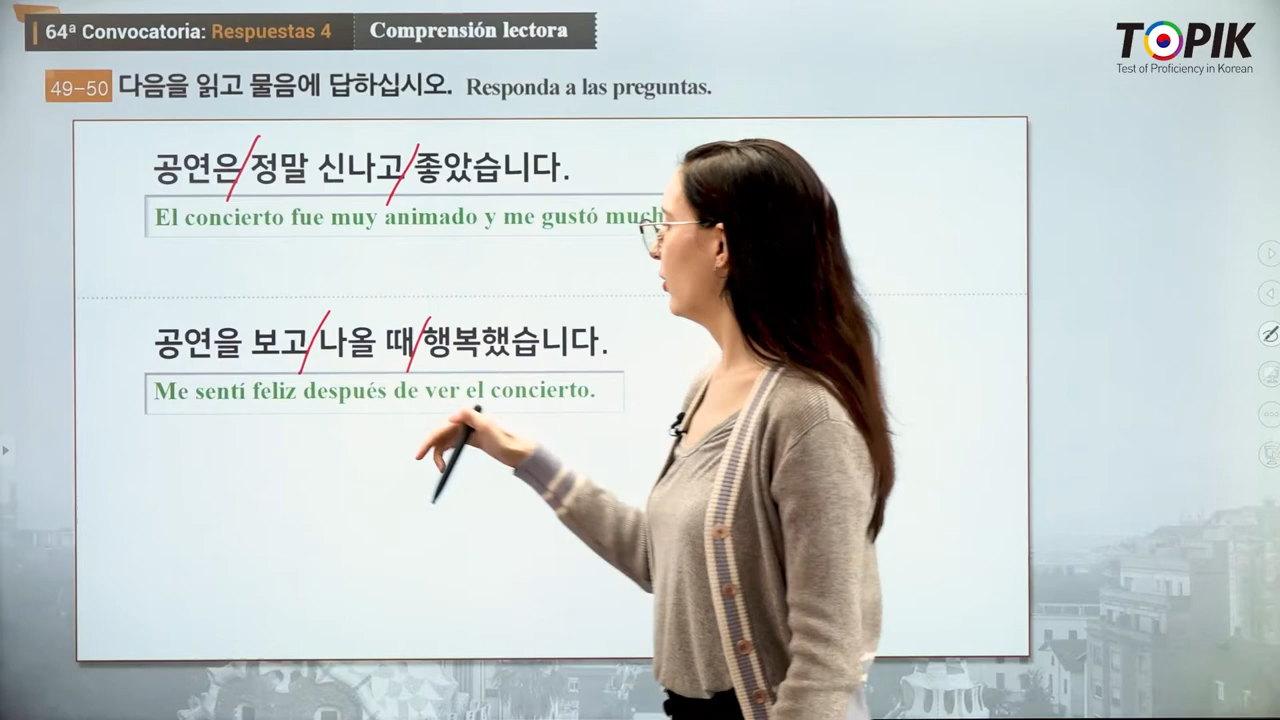 64ª Convocatoria: Respuestas 4 Comprensión lectora
TOPIK
Test of Proficiency in Korean
49-50 다음을 읽고 물음에 답하십시오. Responda a las preguntas.
공연은 정말 신나고 좋았습니다.
El concierto fue muy animado y me gustó
공연을 보고 나올 때 행복했습니다.
Me sentí feliz después de ver el concierto.